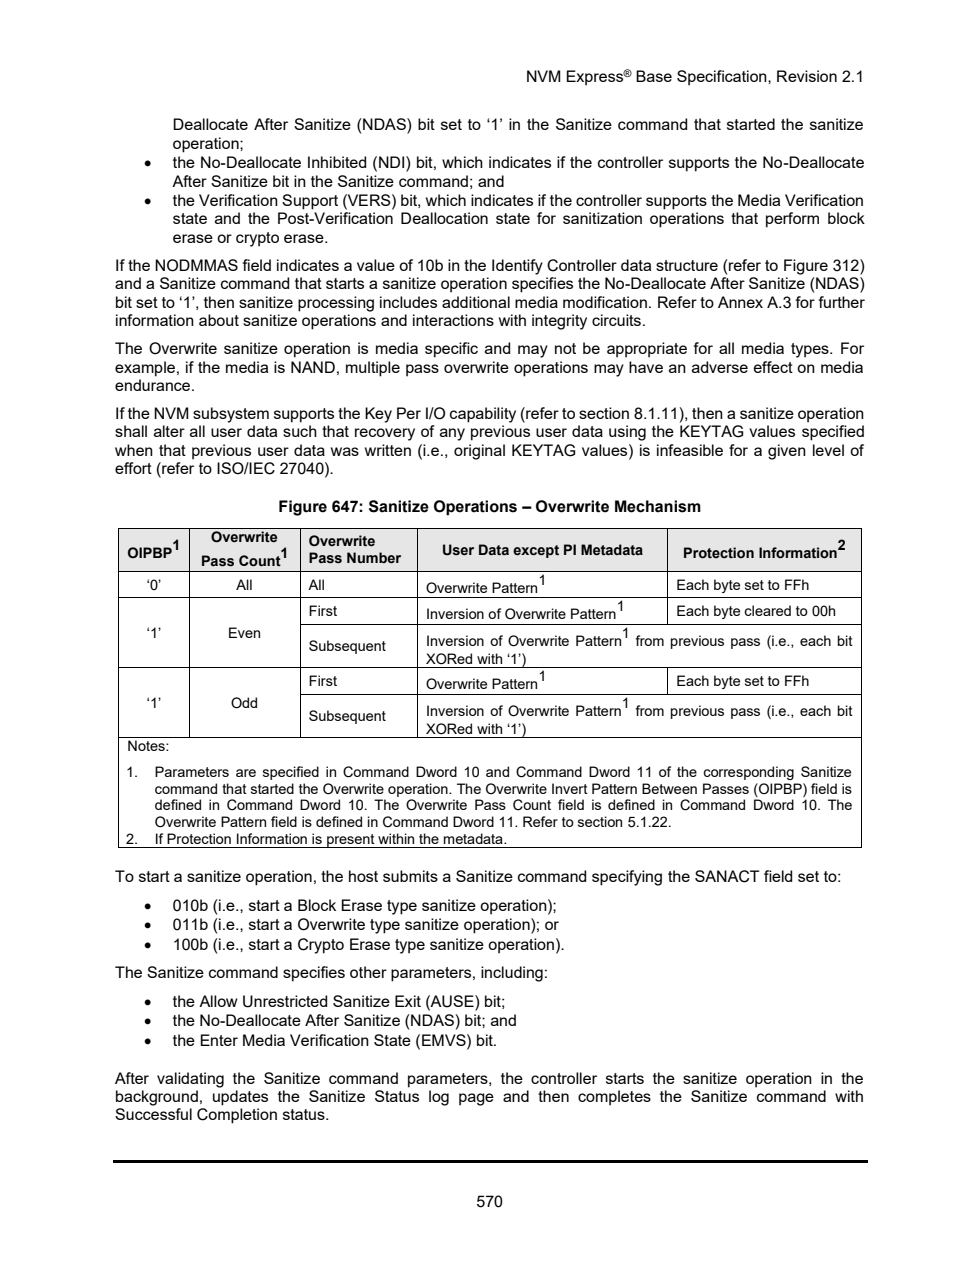 NVM Express® Base Specification, Revision 2.1
Deallocate After Sanitize (NDAS) bit set to ‘1’ in the Sanitize command that started the sanitize
operation;
• the No-Deallocate Inhibited (NDI) bit, which indicates if the controller supports the No-Deallocate
After Sanitize bit in the Sanitize command; and
• the Verification Support (VERS) bit, which indicates if the controller supports the Media Verification
state and the Post-Verification Deallocation state for sanitization operations that perform block
erase or crypto erase.
If the NODMMAS field indicates a value of 10b in the Identify Controller data structure (refer to Figure 312)
and a Sanitize command that starts a sanitize operation specifies the No-Deallocate After Sanitize (NDAS)
bit set to ‘1’, then sanitize processing includes additional media modification. Refer to Annex A.3 for further
information about sanitize operations and interactions with integrity circuits.
The Overwrite sanitize operation is media specific and may not be appropriate for all media types. For
example, if the media is NAND, multiple pass overwrite operations may have an adverse effect on media
endurance.
If the NVM subsystem supports the Key Per I/O capability (refer to section 8.1.11), then a sanitize operation
shall alter all user data such that recovery of any previous user data using the KEYTAG values specified
when that previous user data was written (i.e., original KEYTAG values) is infeasible for a given level of
effort (refer to ISO/IEC 27040).
Figure 647: Sanitize Operations – Overwrite Mechanism
OIPBP1
Overwrite
Pass Count1
Overwrite
Pass Number
User Data except PI Metadata
Protection Information2
‘0’
All
All
Overwrite Pattern1
Each byte set to FFh
‘1’
Even
First
Inversion of Overwrite Pattern1
Each byte cleared to 00h
Subsequent
Inversion of Overwrite Pattern1 from previous pass (i.e., each bit
XORed with ‘1’)
‘1’
Odd
First
Overwrite Pattern1
Each byte set to FFh
Subsequent
Inversion of Overwrite Pattern1 from previous pass (i.e., each bit
XORed with ‘1’)
Notes:
1. Parameters are specified in Command Dword 10 and Command Dword 11 of the corresponding Sanitize
command that started the Overwrite operation. The Overwrite Invert Pattern Between Passes (OIPBP) field is
defined in Command Dword 10. The Overwrite Pass Count field is defined in Command Dword 10. The
Overwrite Pattern field is defined in Command Dword 11. Refer to section 5.1.22.
2. If Protection Information is present within the metadata.
To start a sanitize operation, the host submits a Sanitize command specifying the SANACT field set to:
• 010b (i.e., start a Block Erase type sanitize operation);
• 011b (i.e., start a Overwrite type sanitize operation); or
• 100b (i.e., start a Crypto Erase type sanitize operation).
The Sanitize command specifies other parameters, including:
• the Allow Unrestricted Sanitize Exit (AUSE) bit;
• the No-Deallocate After Sanitize (NDAS) bit; and
• the Enter Media Verification State (EMVS) bit.
After validating the Sanitize command parameters, the controller starts the sanitize operation in the
background, updates the Sanitize Status log page and then completes the Sanitize command with
Successful Completion status.
570